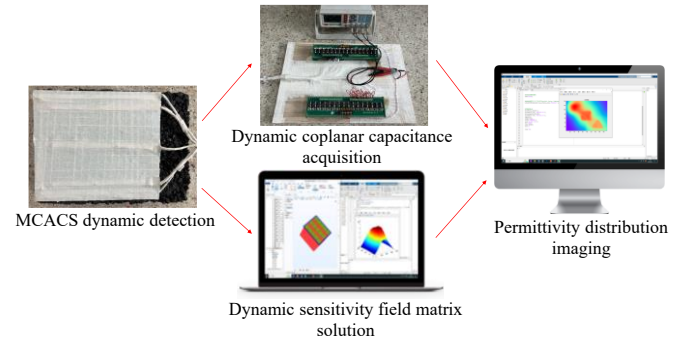 MCACS dynamic detection
Dynamic coplanar capacitance
acquisition
Dynamic sensitivity field matrix
solution
Permittivity distribution
imaging